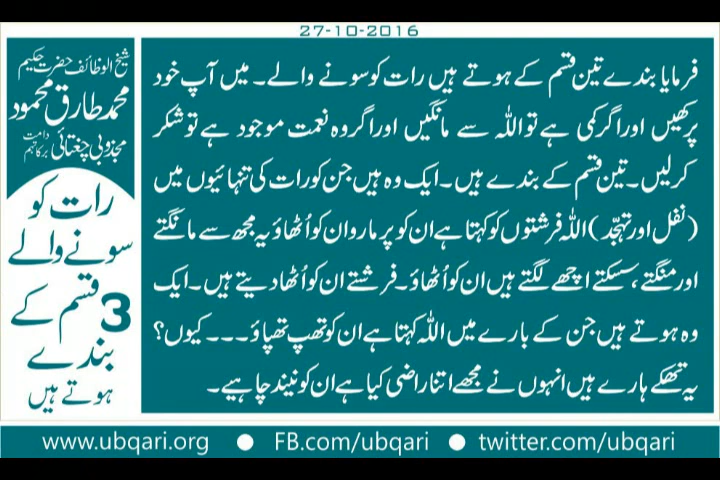 27-10-2016
شیخ الوظائف حضرت حکیم
محمد طارق محمود
مجذوبی چغتائی دامت برکاتہم
رات کو
سونے والے
3 قسم کے
بندے
ہوتے ہیں
فرمایا بندے تین قسم کے ہوتے ہیں رات کو سونے والے۔ میں آپ خود
پرکھیں اور اگر کمی ہے تو اللہ سے مانگیں اور اگر وہ نعمت موجود ہے تو شکر
کرلیں۔ تین قسم کے بندے ہیں۔ ایک وہ ہیں جن کو رات کی تنہائیوں میں
(نفل اور تہجّد) اللہ فرشتوں کو کہتا ہے ان کو پر مارو ان کو اُٹھاؤ یہ مجھ سے مانگتے
اور منگتے، سسکتے اچھے لگتے ہیں ان کو اُٹھاؤ۔ فرشتے ان کو اُٹھا دیتے ہیں۔ ایک
وہ ہوتے ہیں جن کے بارے میں اللہ کہتا ہے ان کو تھپ تھپاؤ۔۔۔ کیوں؟
یہ تھکے ہارے ہیں انہوں نے مجھے اتنا راضی کیا ہے ان کو نیند چاہیے۔
www.ubqari.org ● FB.com/ubqari ● twitter.com/ubqari